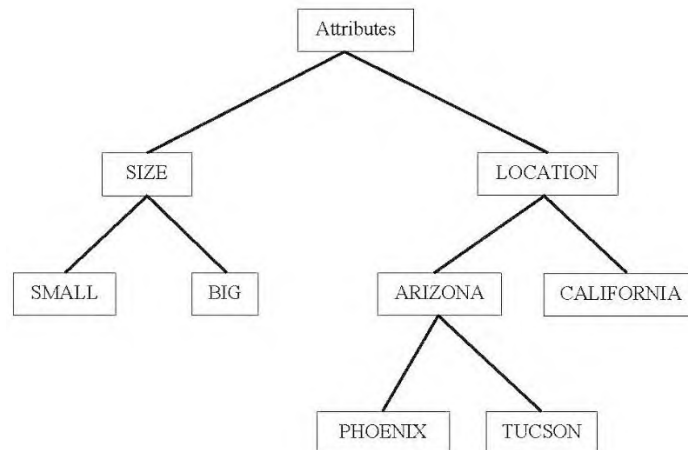 Attributes
SIZE
LOCATION
SMALL
BIG
ARIZONA
CALIFORNIA
PHOENIX
TUCSON